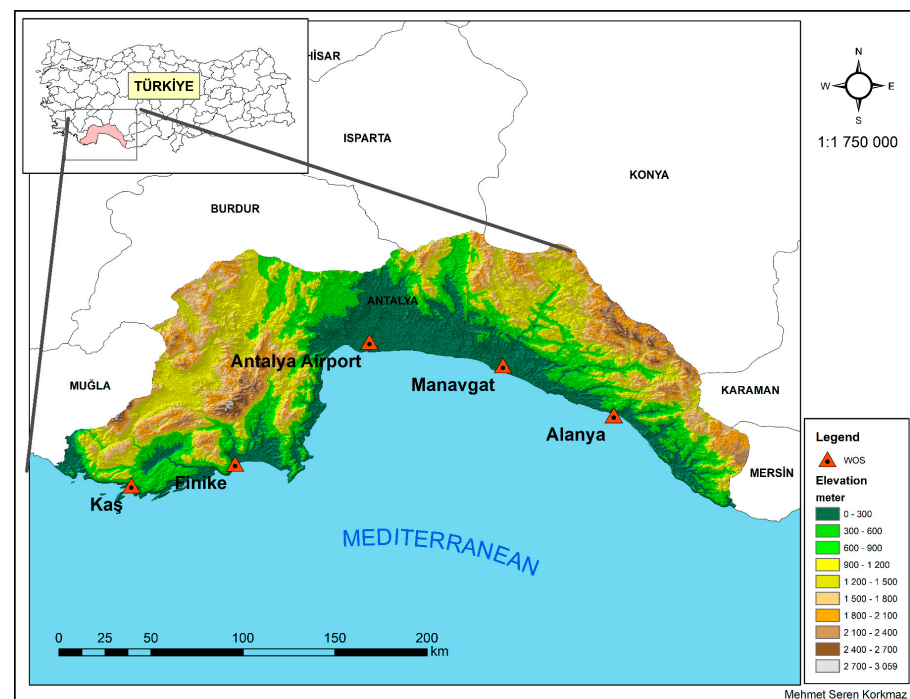 HİSAR
TÜRKİYE
N
W E
S
1:1 750 000
ISPARTA
KONYA
BURDUR
ANTALYA
Antalya Airport
Manavgat
MUĞLA
KARAMAN
Alanya
MERSİN
Finike
Kaş
MEDITERRANEAN
Legend
WOS
Elevation
meter
0 - 300
300 - 600
600 - 900
900 - 1 200
1 200 - 1 500
1 500 - 1 800
1 800 - 2 100
2 100 - 2 400
2 400 - 2 700
2 700 - 3 059
0 25 50 100 150 200
km
Mehmet Seren Korkmaz